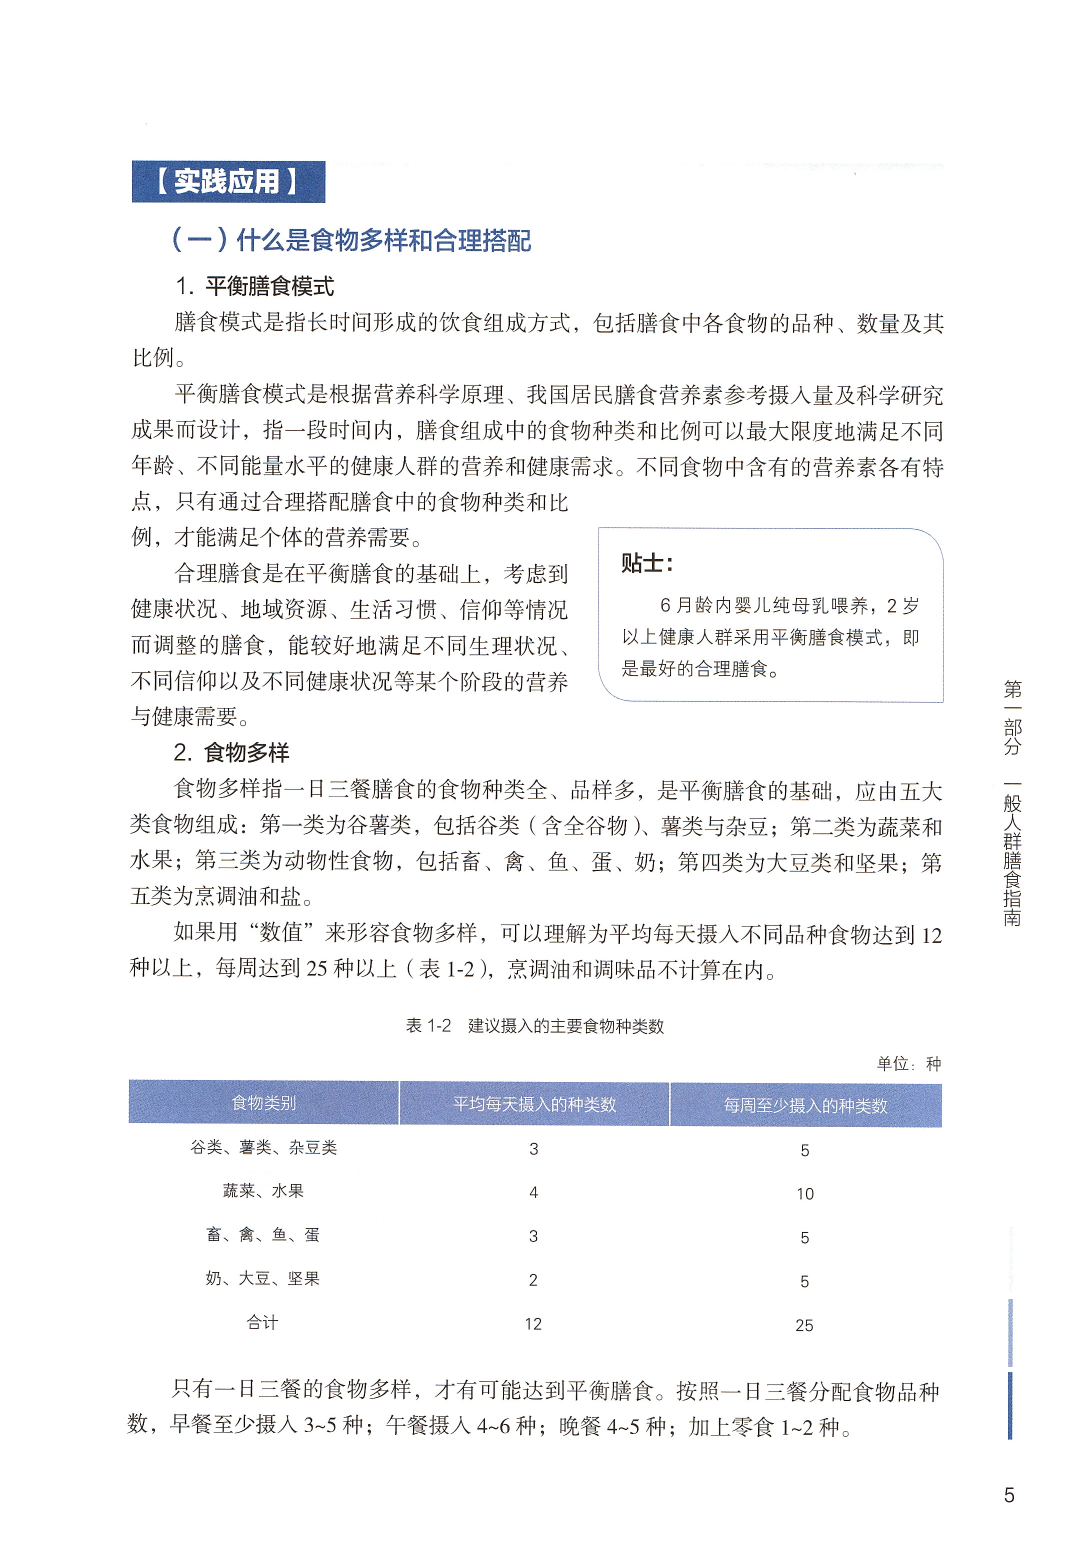 【实践应用】
（一）什么是食物多样和合理搭配
1. 平衡膳食模式
膳食模式是指长时间形成的饮食组成方式，包括膳食中各食物的品种、数量及其
比例。
平衡膳食模式是根据营养科学原理、我国居民膳食营养素参考摄入量及科学研究
成果而设计，指一段时间内，膳食组成中的食物种类和比例可以最大限度地满足不同
年龄、不同能量水平的健康人群的营养和健康需求。不同食物中含有的营养素各有特
点，只有通过合理搭配膳食中的食物种类和比
例，才能满足个体的营养需要。
合理膳食是在平衡膳食的基础上，考虑到
健康状况、地域资源、生活习惯、信仰等情况
而调整的膳食，能较好地满足不同生理状况、
不同信仰以及不同健康状况等某个阶段的营养
与健康需要。
贴士：
6月龄内婴儿纯母乳喂养，2岁
以上健康人群采用平衡膳食模式，即
是最好的合理膳食。
2. 食物多样
食物多样指一日三餐膳食的食物种类全、品样多，是平衡膳食的基础，应由五大
类食物组成：第一类为谷薯类，包括谷类（含全谷物）、薯类与杂豆；第二类为蔬菜和
水果；第三类为动物性食物，包括畜、禽、鱼、蛋、奶；第四类为大豆类和坚果；第
五类为烹调油和盐。
如果用“数值”来形容食物多样，可以理解为平均每天摄入不同品种食物达到 12
种以上，每周达到 25 种以上（表 1-2），烹调油和调味品不计算在内。
表 1-2 建议摄入的主要食物种类数
单位：种
食物类别 平均每天摄入的种类数 每周至少摄入的种类数
谷类、薯类、杂豆类 3 5
蔬菜、水果 4 10
畜、禽、鱼、蛋 3 5
奶、大豆、坚果 2 5
合计 12 25
只有一日三餐的食物多样，才有可能达到平衡膳食。按照一日三餐分配食物品种
数，早餐至少摄入 3~5 种；午餐摄入 4~6 种；晚餐 4~5 种；加上零食 1~2 种。
第一部分 一般人群膳食指南
5